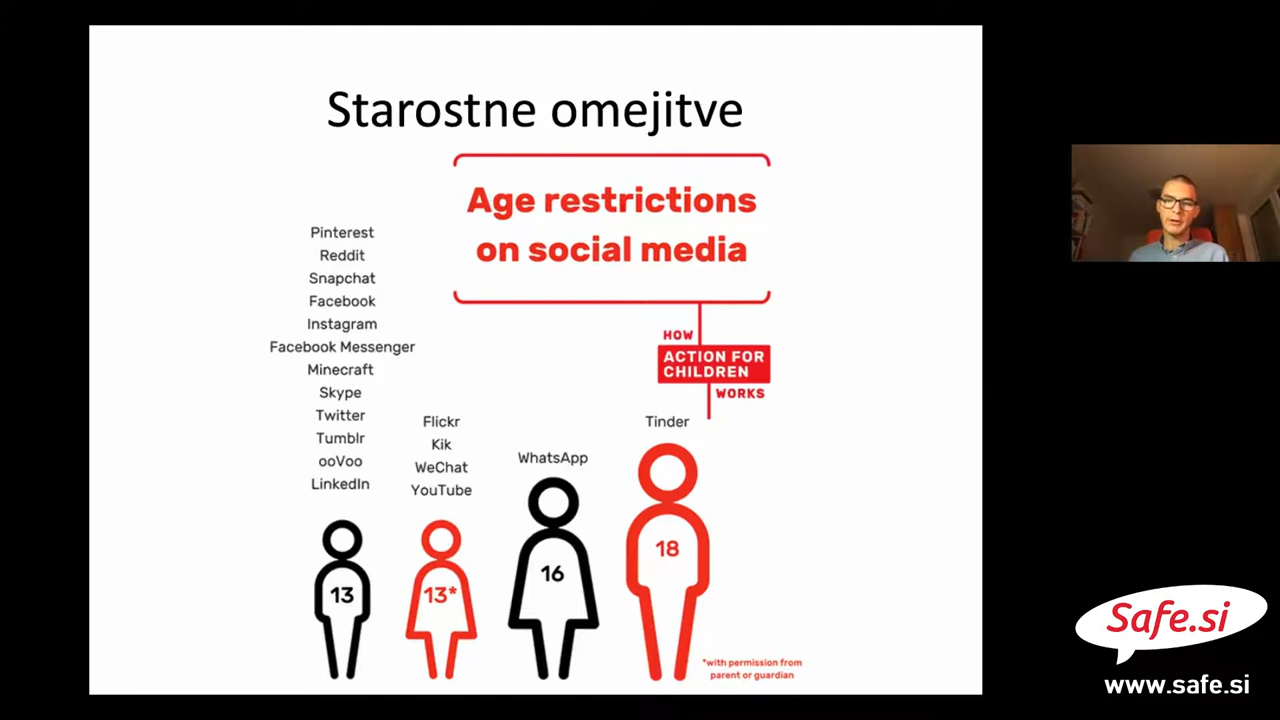 Starostne omejitve
Age restrictions
on social media
HOW
ACTION FOR
CHILDREN
WORKS
Pinterest
Reddit
Snapchat
Facebook
Instagram
Facebook Messenger
Minecraft
Skype
Twitter
Tumblr
ooVoo
LinkedIn
13
Flickr
Kik
WeChat
YouTube
13*
WhatsApp
16
Tinder
18
*with permission from
parent or guardian
Safe.si
www.safe.si